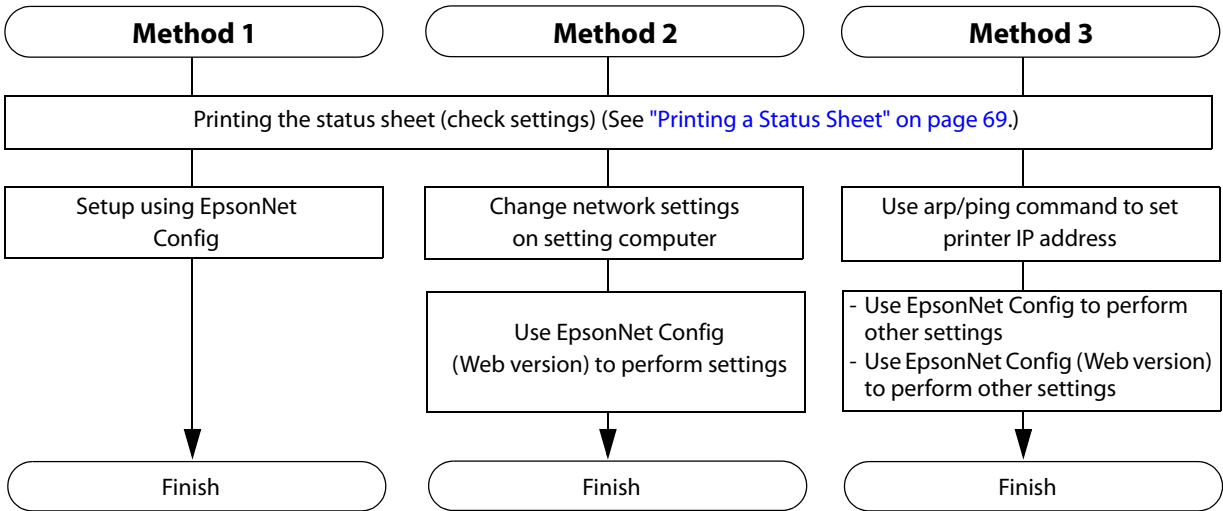 Method 1
Method 2
Method 3
Printing the status sheet (check settings) (See "Printing a Status Sheet" on page 69.)
Setup using EpsonNet
Config
Change network settings
on setting computer
Use arp/ping command to set
printer IP address
Use EpsonNet Config
(Web version) to perform settings
- Use EpsonNet Config to perform
other settings
- Use EpsonNet Config (Web version)
to perform other settings
Finish
Finish
Finish